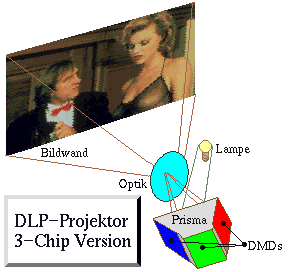 Bildwand
Lampe
Optik
Prisma
DMDs
DLP-Projektor
3-Chip Version